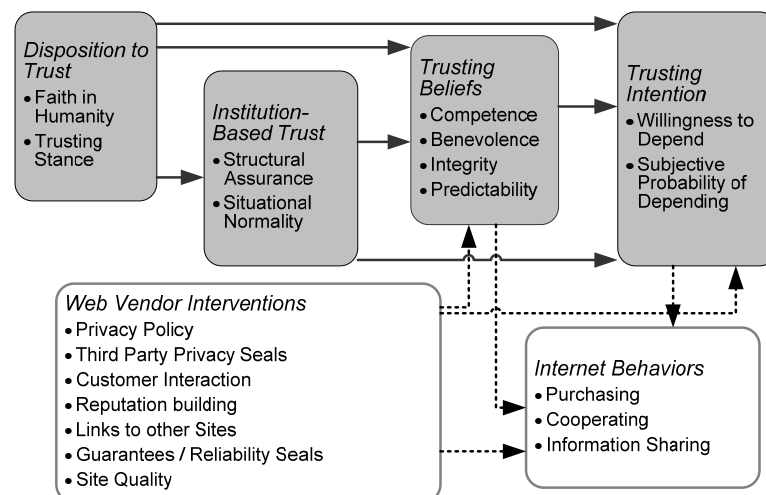 Disposition to
Trust
• Faith in
Humanity
• Trusting
Stance
Institution-
Based Trust
• Structural
Assurance
• Situational
Normality
Trusting
Beliefs
• Competence
• Benevolence
• Integrity
• Predictability
Trusting
Intention
• Willingness to
Depend
• Subjective
Probability of
Depending
Web Vendor Interventions
• Privacy Policy
• Third Party Privacy Seals
• Customer Interaction
• Reputation building
• Links to other Sites
• Guarantees / Reliability Seals
• Site Quality
Internet Behaviors
• Purchasing
• Cooperating
• Information Sharing